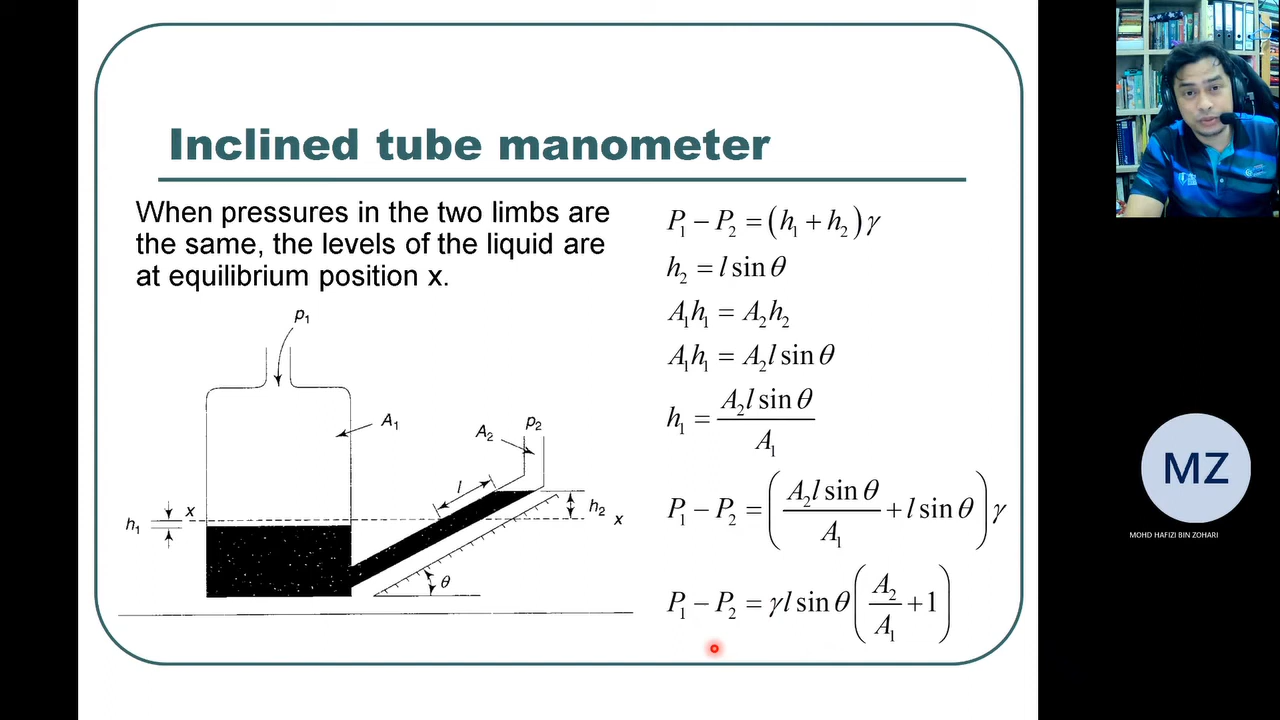 Inclined tube manometer
When pressures in the two limbs are
the same, the levels of the liquid are
at equilibrium position x.
p₁
A₁
A₂
p₂
l
h₂
x
x
h₁
θ
P₁ − P₂ = (h₁ + h₂) γ
h₂ = l sin θ
A₁h₁ = A₂h₂
A₁h₁ = A₂l sin θ
h₁ = A₂l sin θ / A₁
P₁ − P₂ = (A₂l sin θ / A₁ + l sin θ) γ
P₁ − P₂ = γl sin θ (A₂ / A₁ + 1)
MZ
MOHD HAFIZI BIN ZOHARI